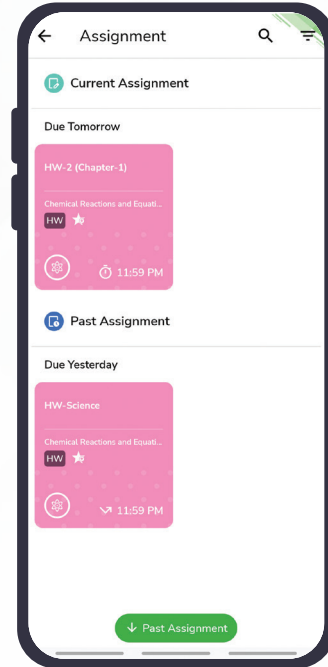 Assignment
Current Assignment
Due Tomorrow
HW-2 (Chapter-1)
Chemical Reactions and Equati...
HW
11:59 PM
Past Assignment
Due Yesterday
HW-Science
Chemical Reactions and Equati...
HW
11:59 PM
Past Assignment